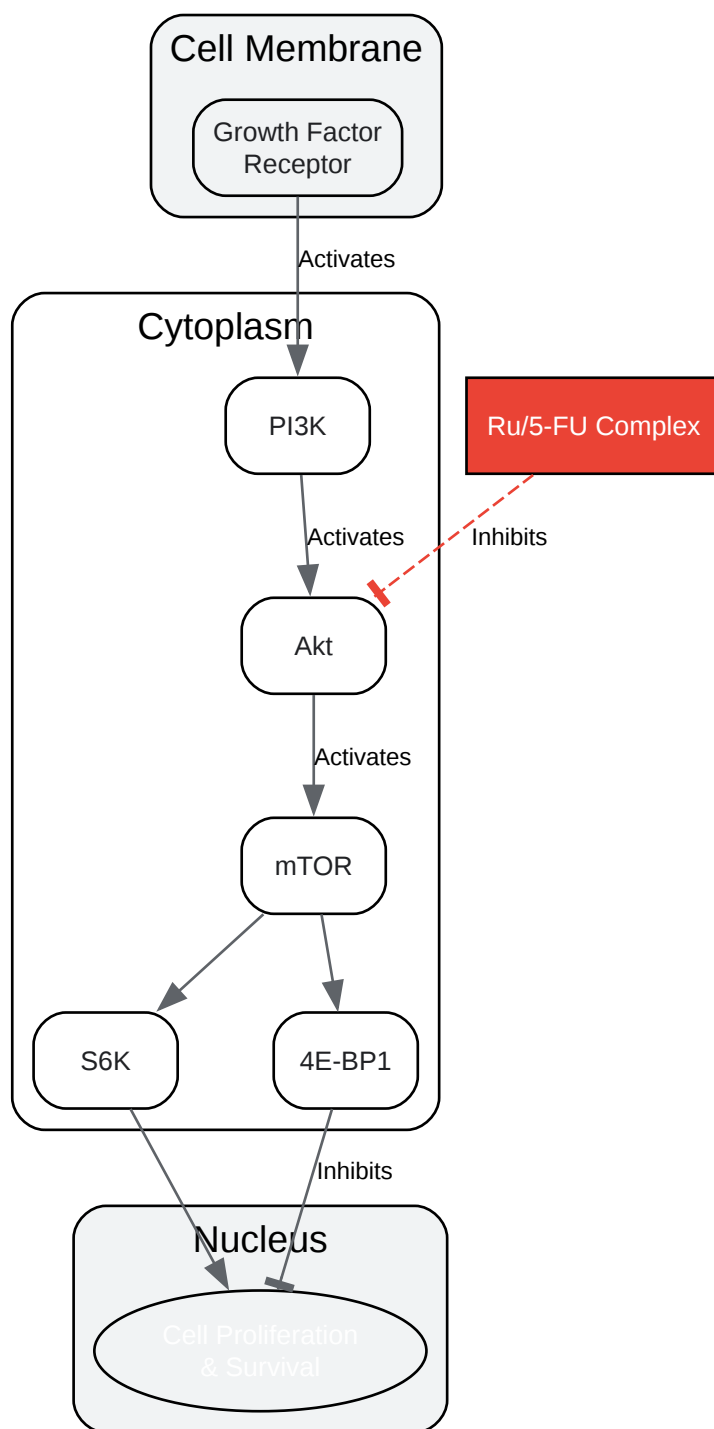 Cell Membrane
Growth Factor
Receptor
Activates
Cytoplasm
PI3K
Ru/5-FU Complex
Activates
Inhibits
Akt
Activates
mTOR
S6K
4E-BP1
Inhibits
Nucleus
Cell Proliferation
& Survival